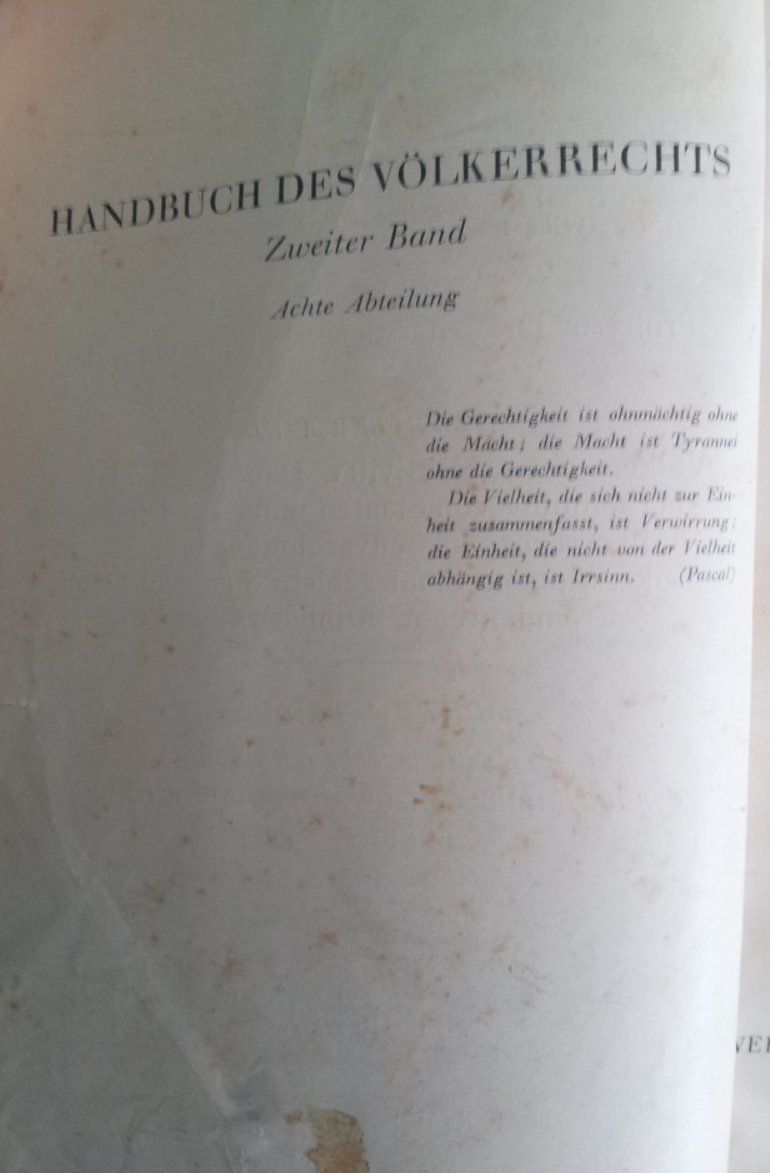 HANDBUCH DES VÖLKERRECHTS
Zweiter Band
Achte Abteilung
Die Gerechtigkeit ist ohnmächtig ohne
die Macht; die Macht ist Tyrannei
ohne die Gerechtigkeit.
Die Vielheit, die sich nicht zur Ein-
heit zusammenfasst, ist Verwirrung;
die Einheit, die nicht von der Vielheit
abhängig ist, ist Irrsinn. (Pascal)